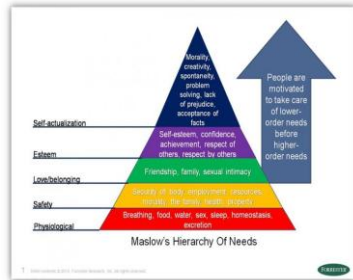 Morality,
creativity,
spontaneity,
problem
solving, lack
of prejudice,
acceptance of
facts
Self-actualization
Self-esteem, confidence,
achievement, respect of
others, respect by others
Esteem
Friendship, family, sexual intimacy
Love/belonging
Security of body, employment, resources,
morality, the family, health, property
Safety
Breathing, food, water, sex, sleep, homeostasis,
excretion
Physiological
People are
motivated
to take care
of lower-
order needs
before
higher-
order needs
Maslow's Hierarchy Of Needs
FORRESTER